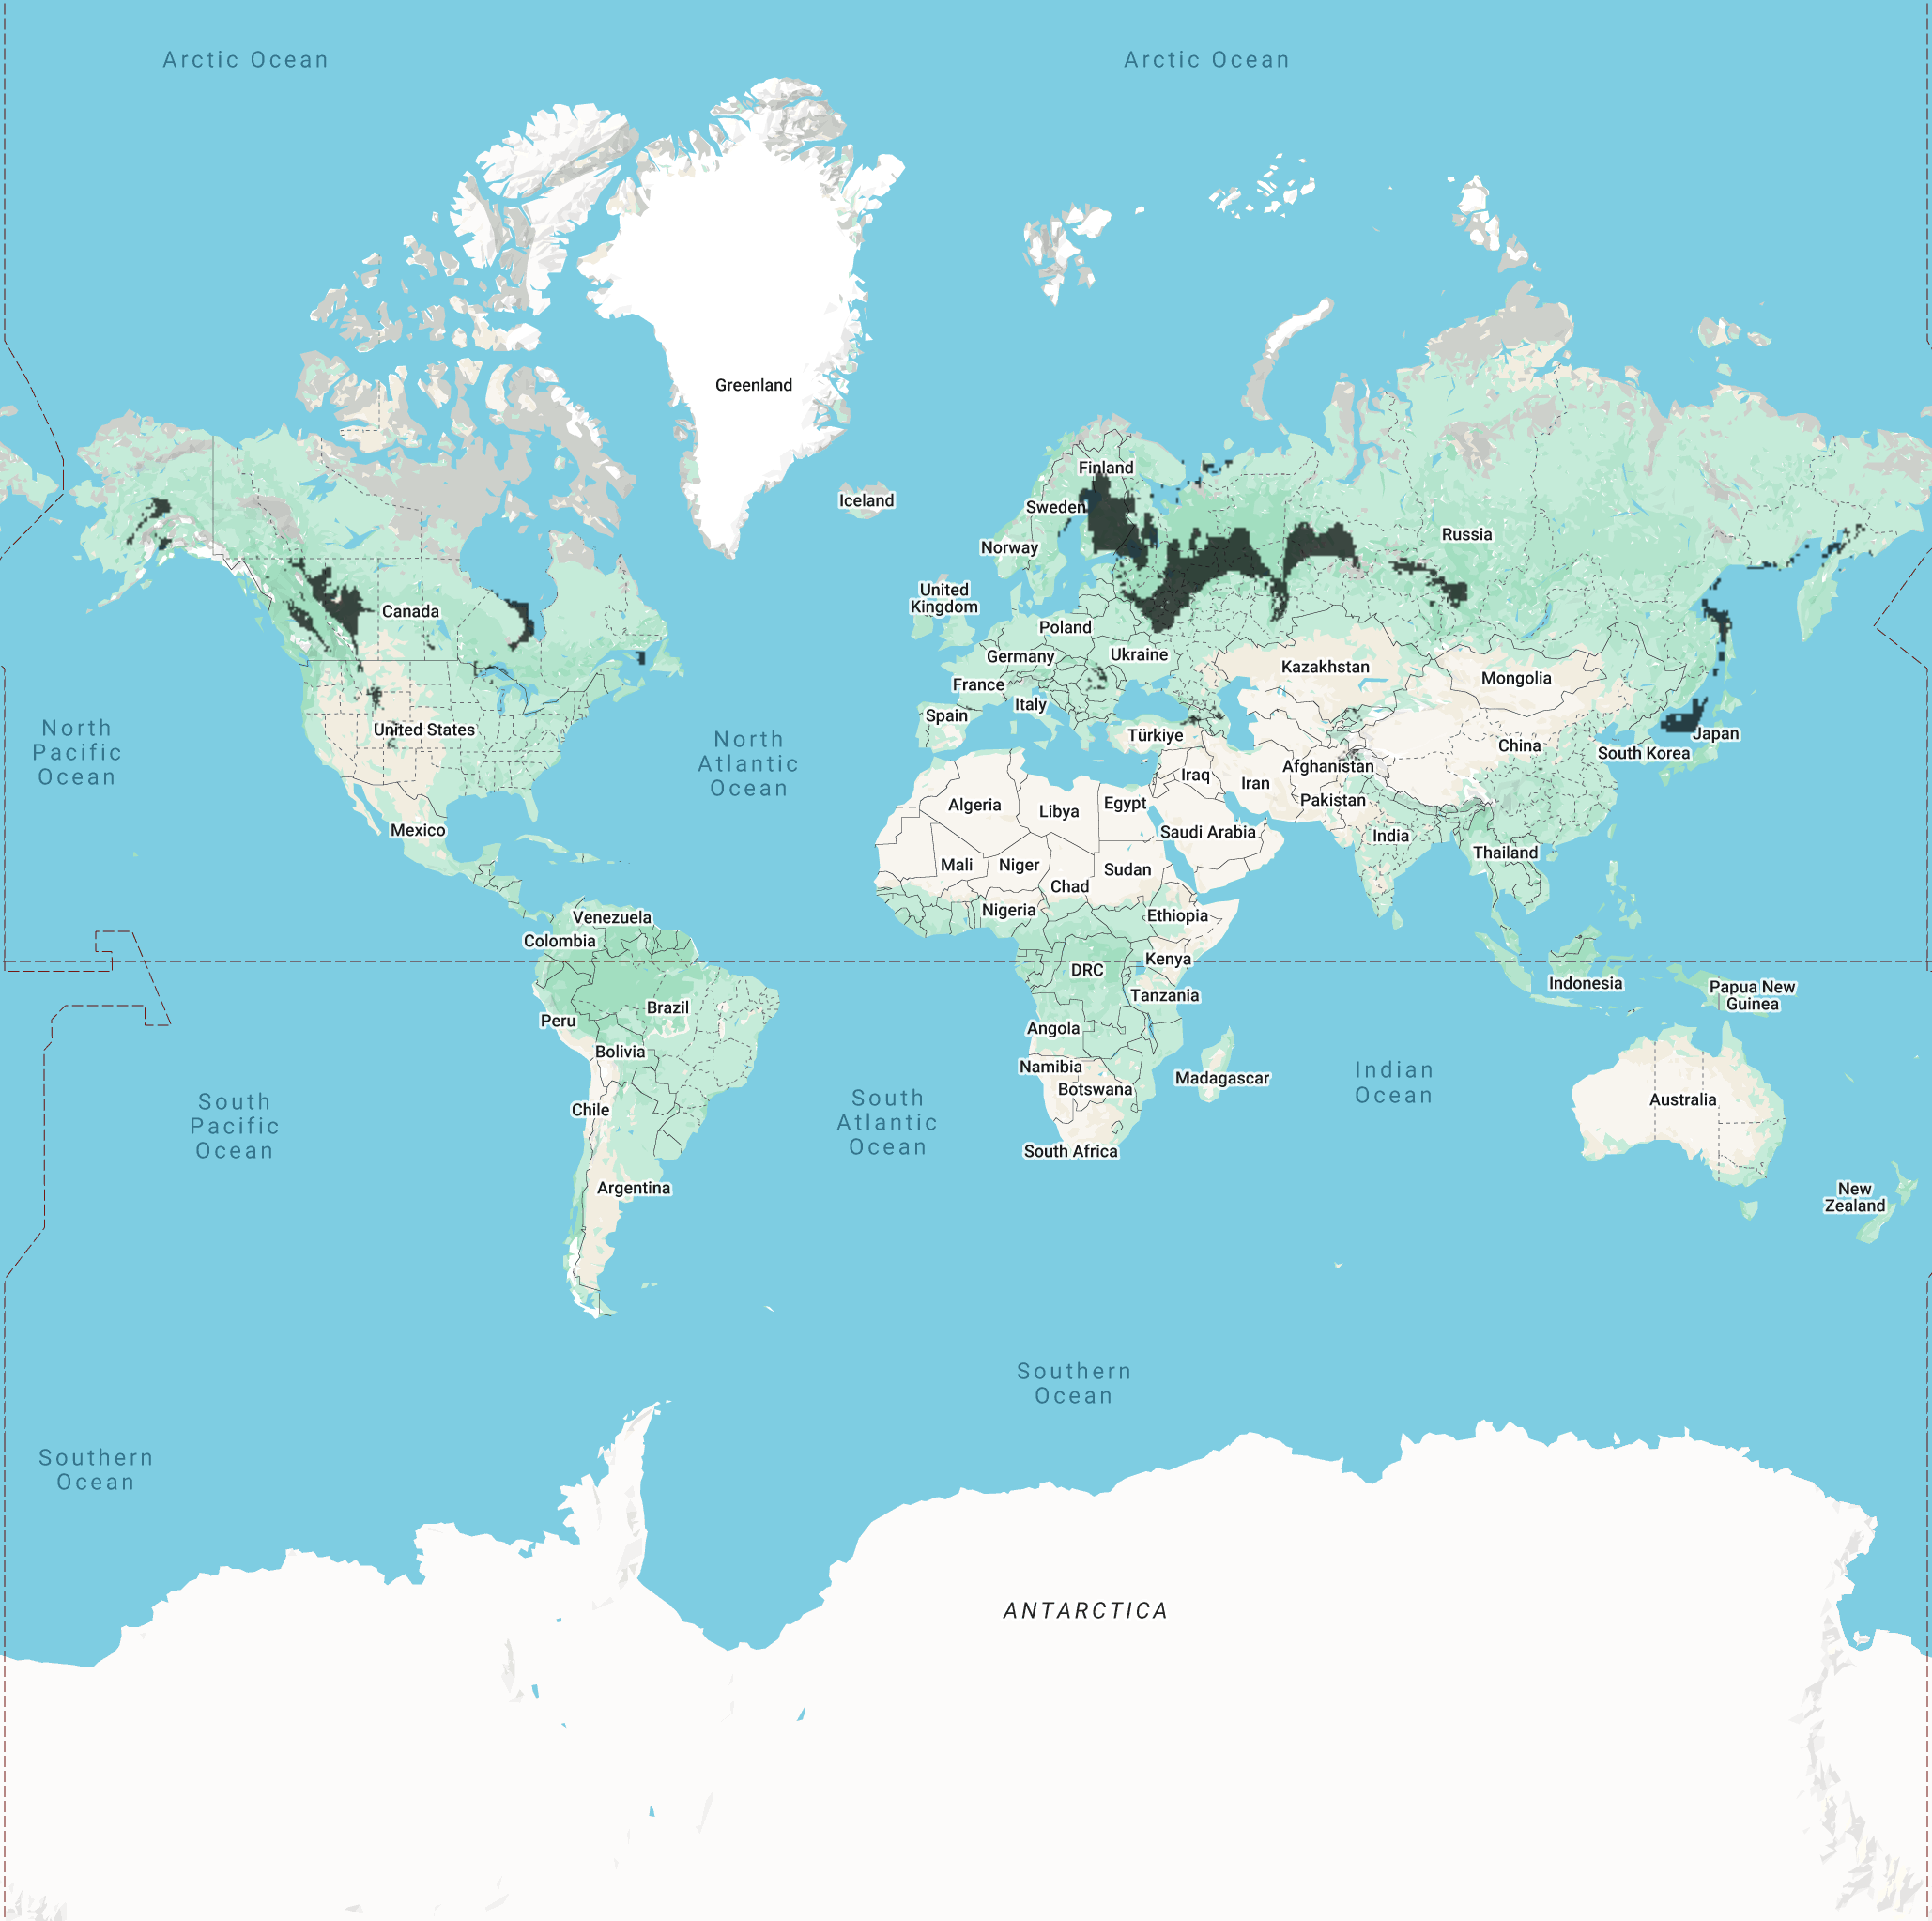 Arctic Ocean
Arctic Ocean
Greenland
Finland
Iceland
Sweden
Russia
Norway
United
Kingdom
Canada
Poland
Ukraine
Germany
Kazakhstan
Mongolia
France
Italy
Spain
United States
Türkiye
Japan
China
South Korea
North
Pacific
Ocean
North
Atlantic
Ocean
Iraq
Iran
Afghanistan
Pakistan
Algeria
Libya
Egypt
Saudi Arabia
Mexico
India
Thailand
Mali
Niger
Chad
Sudan
Nigeria
Ethiopia
Venezuela
Colombia
Kenya
DRC
Indonesia
Papua New
Guinea
Tanzania
Brazil
Peru
Angola
Bolivia
Namibia
Botswana
Madagascar
Indian
Ocean
Australia
Chile
South
Pacific
Ocean
South
Atlantic
Ocean
South Africa
Argentina
New
Zealand
Southern
Ocean
Southern
Ocean
ANTARCTICA